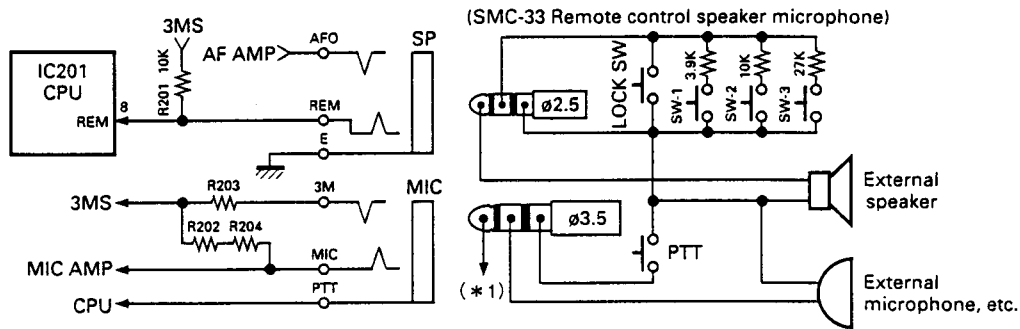 (SMC-33 Remote control speaker microphone)
3MS
AF AMP
AFO
SP
IC201
CPU
R201 10K
8
REM
REM
E
LOCK SW
3.9K
10K
27K
SW-1
SW-2
SW-3
ø2.5
3MS
R203
3M
MIC
R202
R204
MIC AMP
MIC
CPU
PTT
ø3.5
(*1)
PTT
External
speaker
External
microphone, etc.